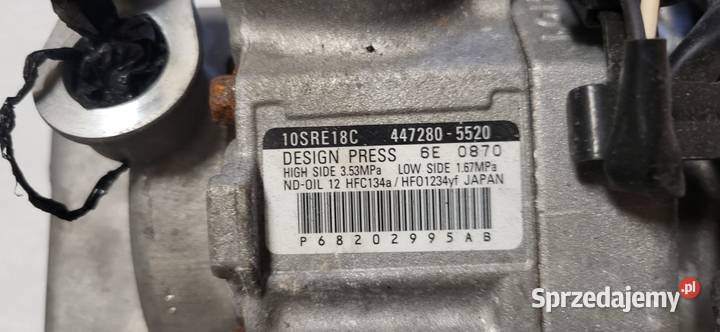 10SRE18C 447280-5520
DESIGN PRESS 6E 0870
HIGH SIDE 3.53MPa LOW SIDE 1.67MPa
ND-OIL 12 HFC134a/HFO1234yf JAPAN
P68202995AB
Sprzedajemy.pl